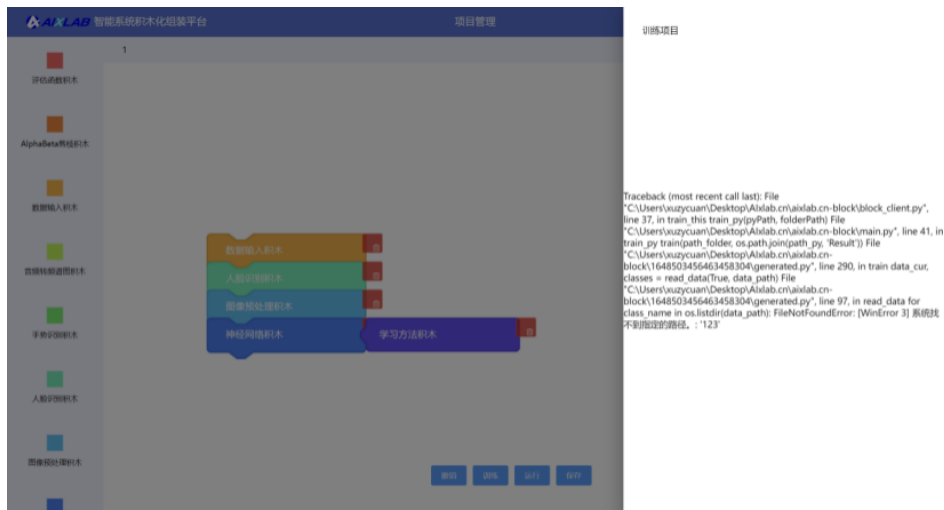 AIXLAB 智能系统积木化组装平台
项目管理
训练项目
1
评估函数积木
AlphaBeta剪枝积木
数据输入积木
音频转频谱图积木
手势识别积木
人脸识别积木
图像预处理积木
数据输入积木
人脸识别积木
图像预处理积木
神经网络积木
学习方法积木
撤销
训练
运行
保存
Traceback (most recent call last): File
"C:\Users\xuzycuan\Desktop\AIxlab.cn\aixlab.cn-block\block_client.py",
line 37, in train_this train_py(pyPath, folderPath) File
"C:\Users\xuzycuan\Desktop\AIxlab.cn\aixlab.cn-block\main.py", line 41, in
train_py train(path_folder, os.path.join(path_py, 'Result')) File
"C:\Users\xuzycuan\Desktop\AIxlab.cn\aixlab.cn-
block\1648503456463458304\generated.py", line 290, in train data_cur,
classes = read_data(True, data_path) File
"C:\Users\xuzycuan\Desktop\AIxlab.cn\aixlab.cn-
block\1648503456463458304\generated.py", line 97, in read_data for
class_name in os.listdir(data_path): FileNotFoundError: [WinError 3] 系统找
不到指定的路径。: '123'